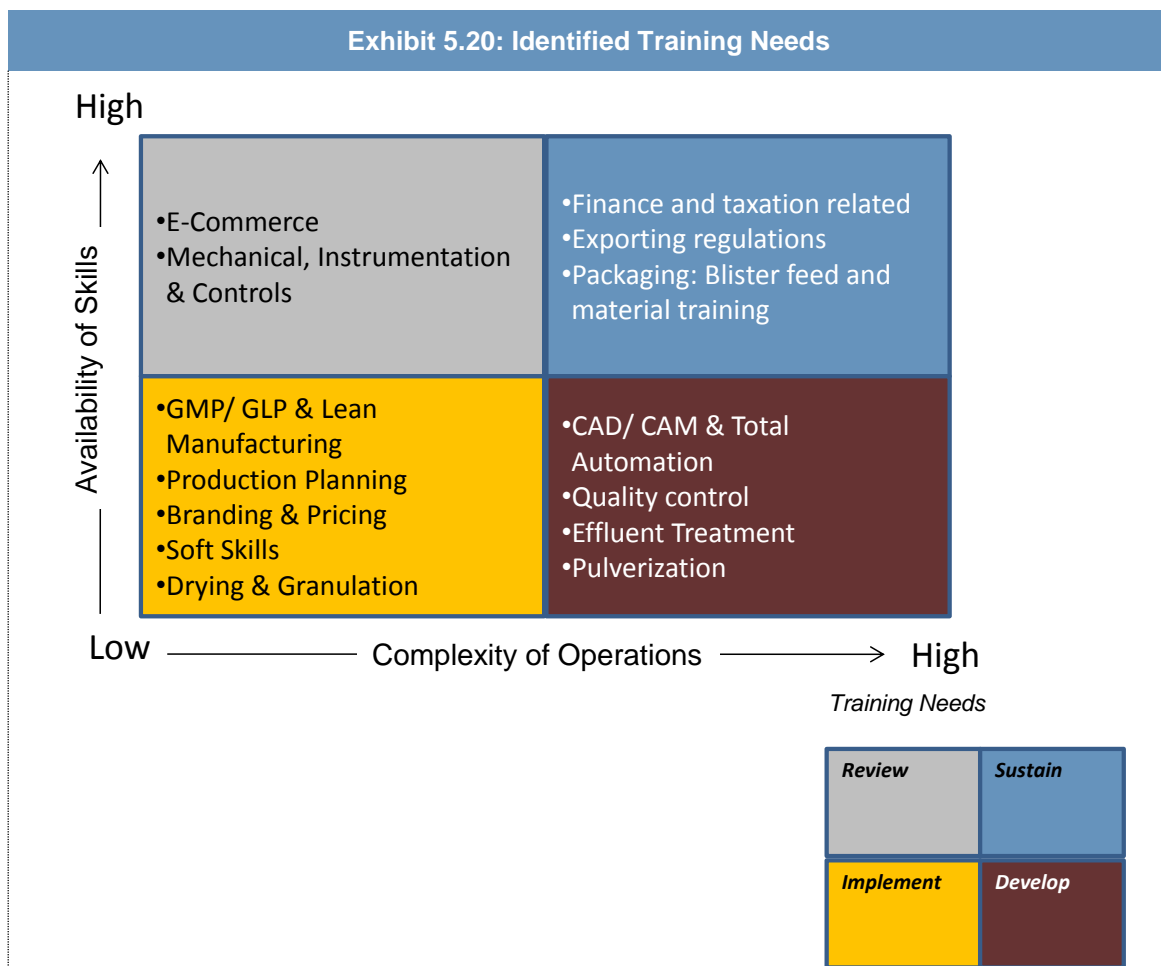 Exhibit 5.20: Identified Training Needs
High
Availability of Skills
•E-Commerce
•Mechanical, Instrumentation
& Controls
•Finance and taxation related
•Exporting regulations
•Packaging: Blister feed and
material training
•GMP/ GLP & Lean
Manufacturing
•Production Planning
•Branding & Pricing
•Soft Skills
•Drying & Granulation
•CAD/ CAM & Total
Automation
•Quality control
•Effluent Treatment
•Pulverization
Low
Complexity of Operations
High
Training Needs
Review
Sustain
Implement
Develop